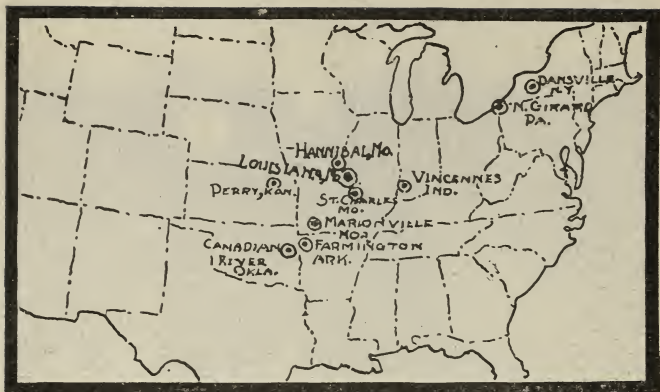 DANSVILLE
N.Y.
N. GIRARD
PA.
HANNIBAL, MO.
LOUISIANA, MO.
PERRY, KAN.
VINCENNES
IND.
ST. CHARLES
MO.
MARIONVILLE
MO.
CANADIAN
RIVER
OKLA.
FARMINGTON
ARK.